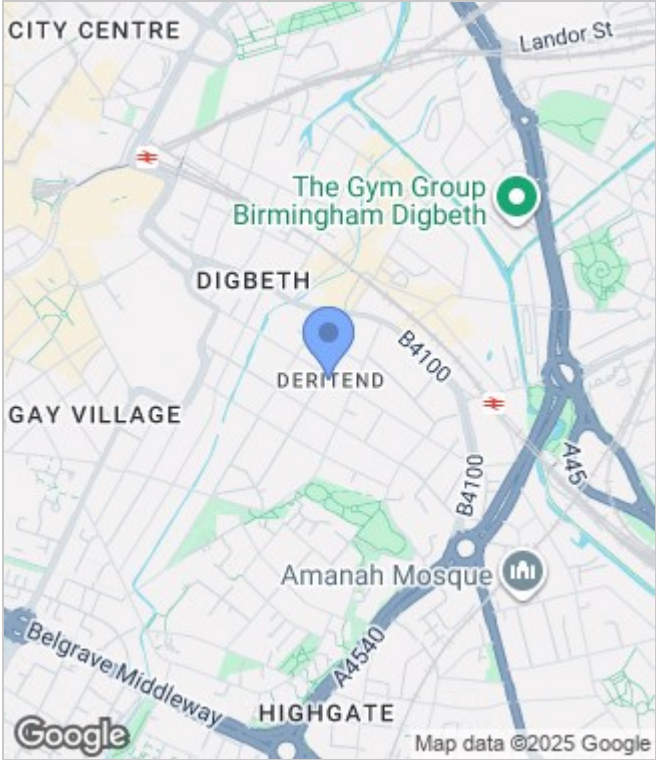 CITY CENTRE
Landor St
The Gym Group
Birmingham Digbeth
DIGBETH
B4100
DERITEND
GAY VILLAGE
A45
B4100
Amanah Mosque
Belgrave Middleway
A4540
HIGHGATE
Google
Map data ©2025 Google